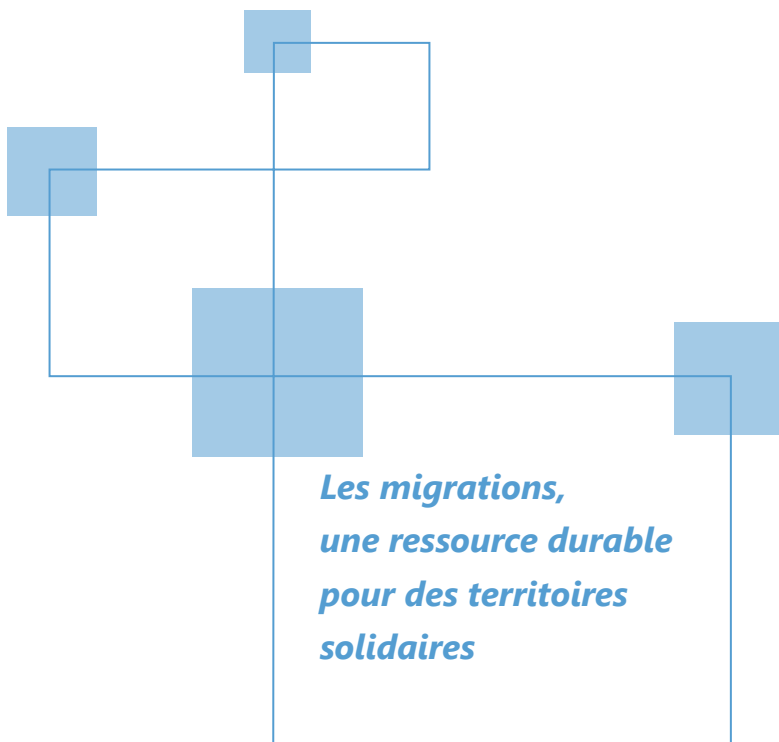 Les migrations,
une ressource durable
pour des territoires
solidaires